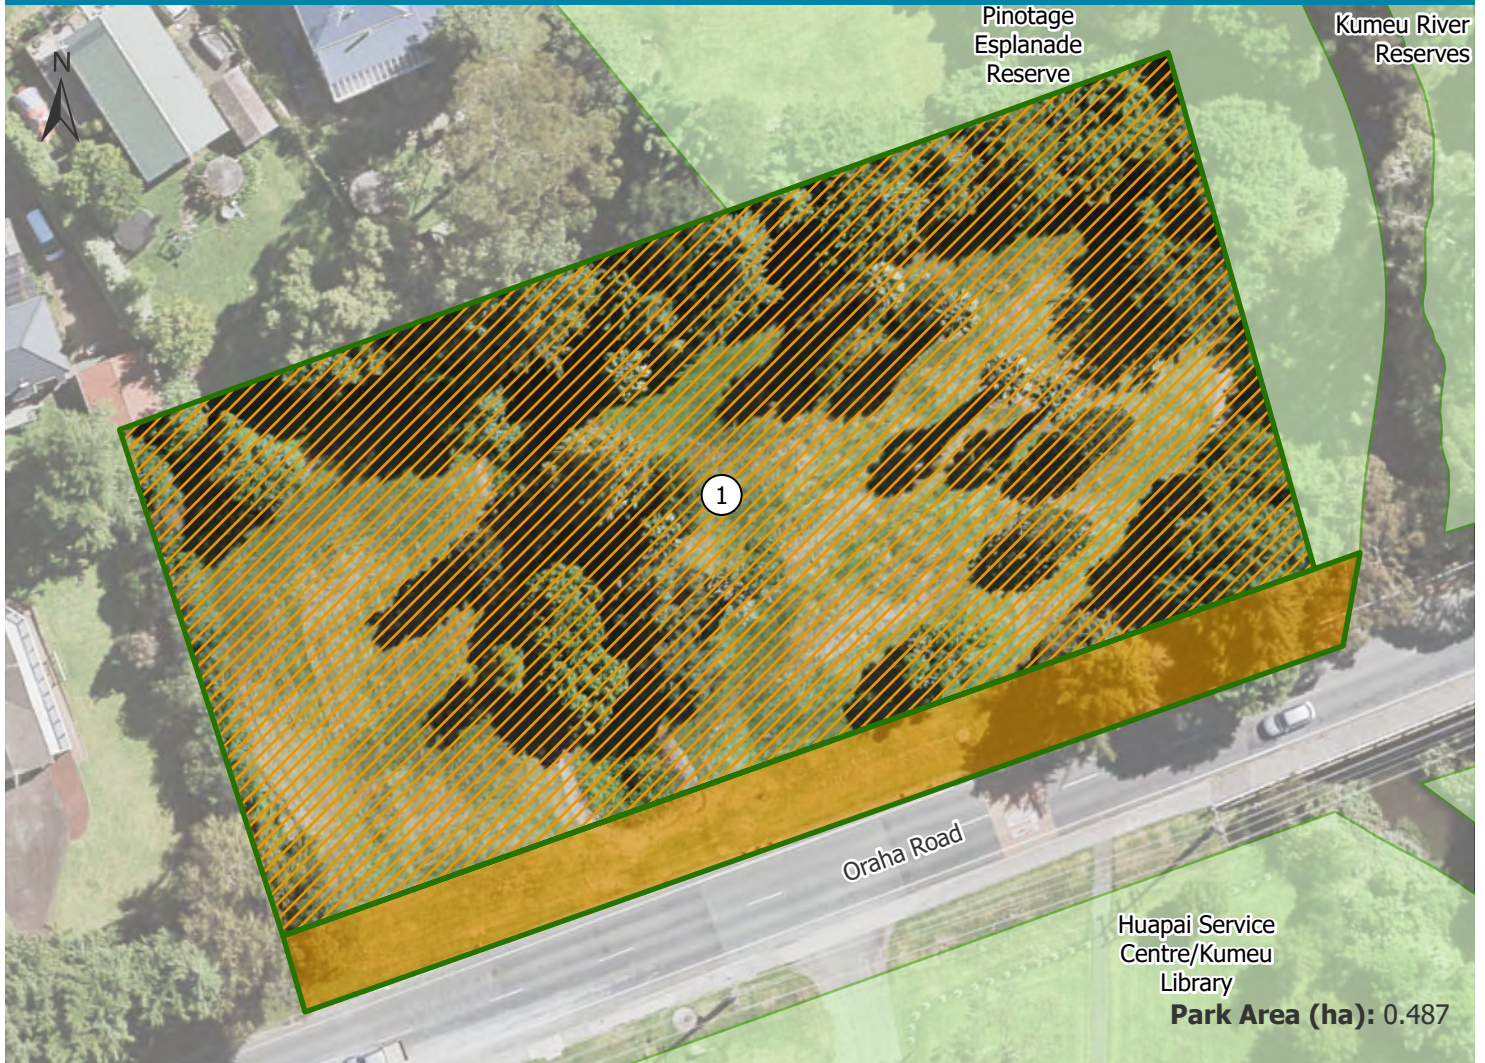 Pinotage
Esplanade
Reserve
Kumeu River
Reserves
N
1
Oraha Road
Huapai Service
Centre/Kumeu
Library
Park Area (ha): 0.487